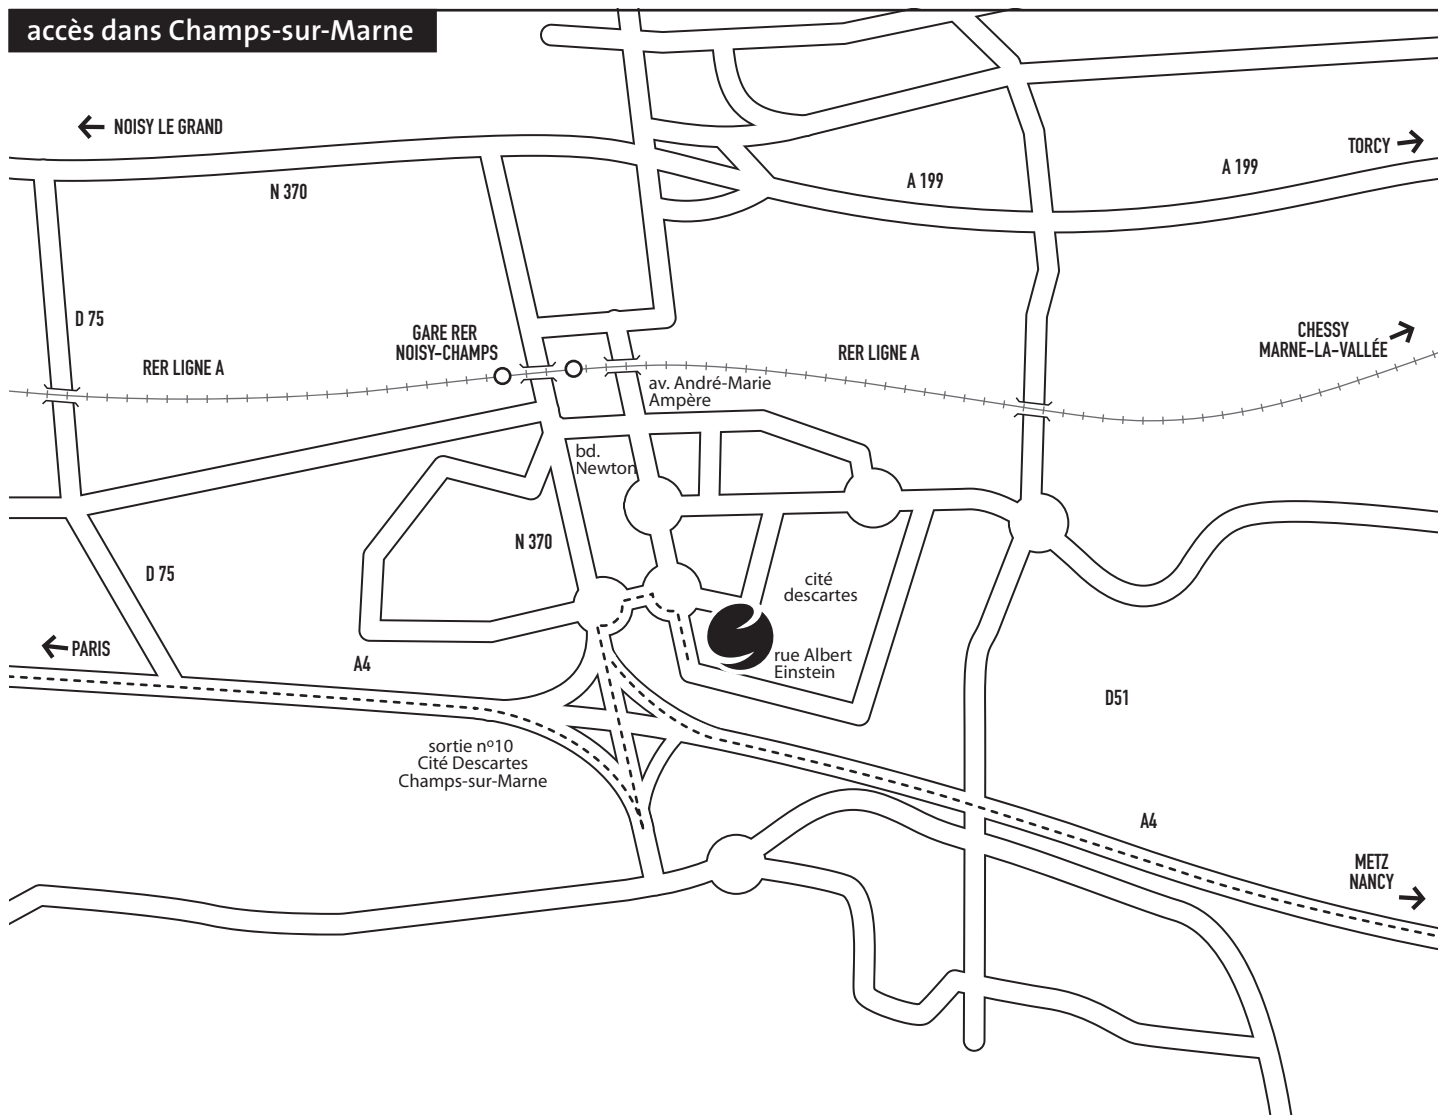 accès dans Champs-sur-Marne
NOISY LE GRAND
TORCY
A 199
A 199
N 370
D 75
GARE RER
NOISY-CHAMPS
CHESSY
MARNE-LA-VALLÉE
RER LIGNE A
RER LIGNE A
av. André-Marie
Ampère
bd.
Newton
N 370
D 75
cité
descartes
PARIS
A4
rue Albert
Einstein
D51
sortie nº10
Cité Descartes
Champs-sur-Marne
A4
METZ
NANCY